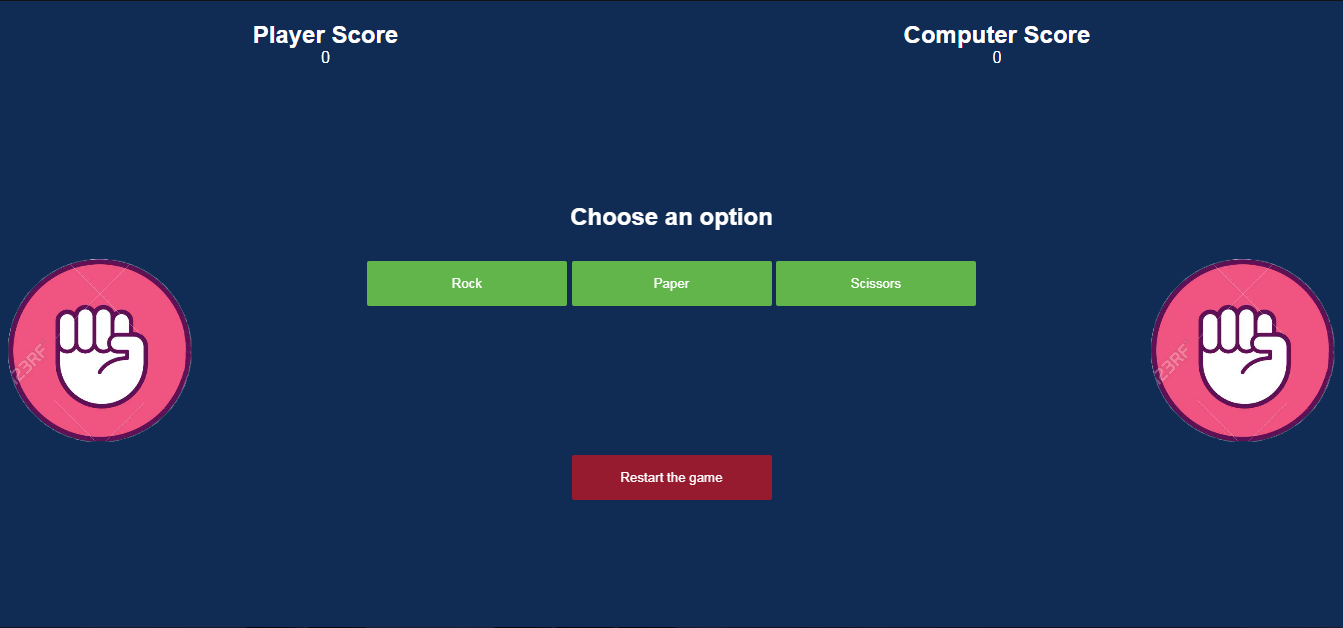 Player Score
0
Computer Score
0
Choose an option
Rock
Paper
Scissors
Restart the game
123RF
123RF